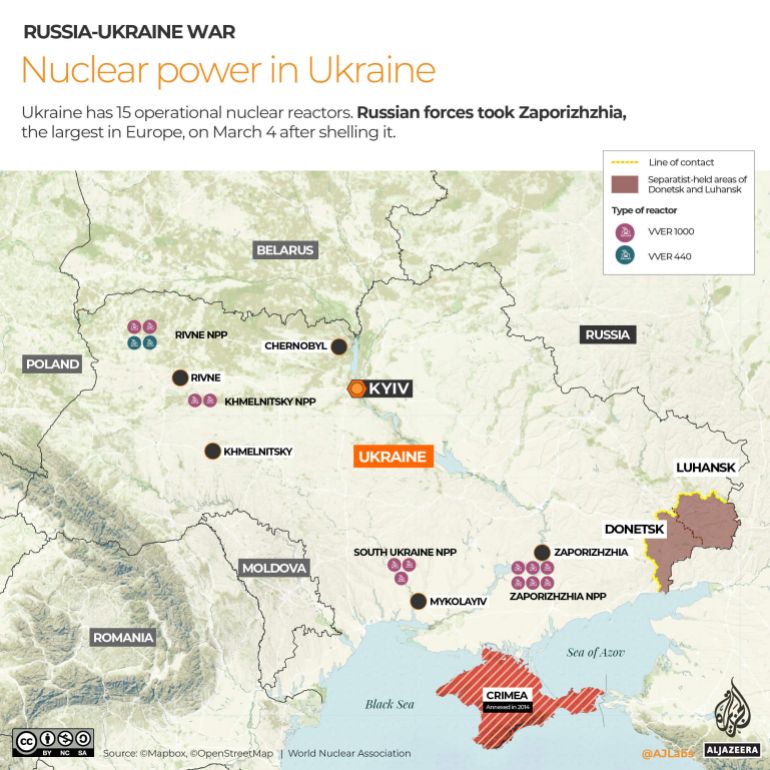 RUSSIA-UKRAINE WAR
Nuclear power in Ukraine
Ukraine has 15 operational nuclear reactors. Russian forces took Zaporizhzhia,
the largest in Europe, on March 4 after shelling it.
Line of contact
Separatist-held areas of
Donetsk and Luhansk
Type of reactor
VVER 1000
VVER 440
BELARUS
RUSSIA
RIVNE NPP
CHERNOBYL
POLAND
RIVNE
KYIV
KHMELNITSKY NPP
KHMELNITSKY
UKRAINE
LUHANSK
DONETSK
SOUTH UKRAINE NPP
ZAPORIZHZHIA
MOLDOVA
ZAPORIZHZHIA NPP
MYKOLAYIV
ROMANIA
Sea of Azov
CRIMEA
Annexed in 2014
Black Sea
cc BY NC SA
Source: ©Mapbox, ©OpenStreetMap | World Nuclear Association
@AJLabs
ALJAZEERA